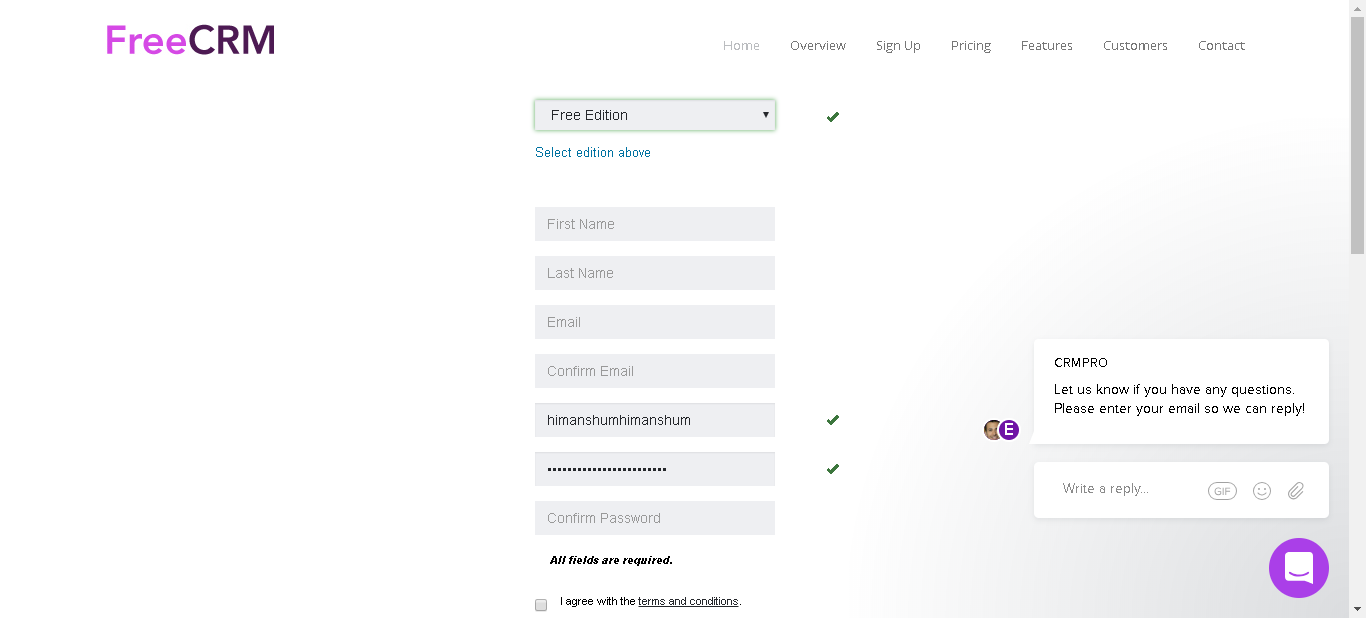 FreeCRM
Home Overview Sign Up Pricing Features Customers Contact
Free Edition
Select edition above
First Name
Last Name
Email
Confirm Email
himanshumhimanshum
••••••••••••••••••••••••
Confirm Password
All fields are required.
I agree with the terms and conditions.
CRMPRO
Let us know if you have any questions.
Please enter your email so we can reply!
E
Write a reply...
GIF